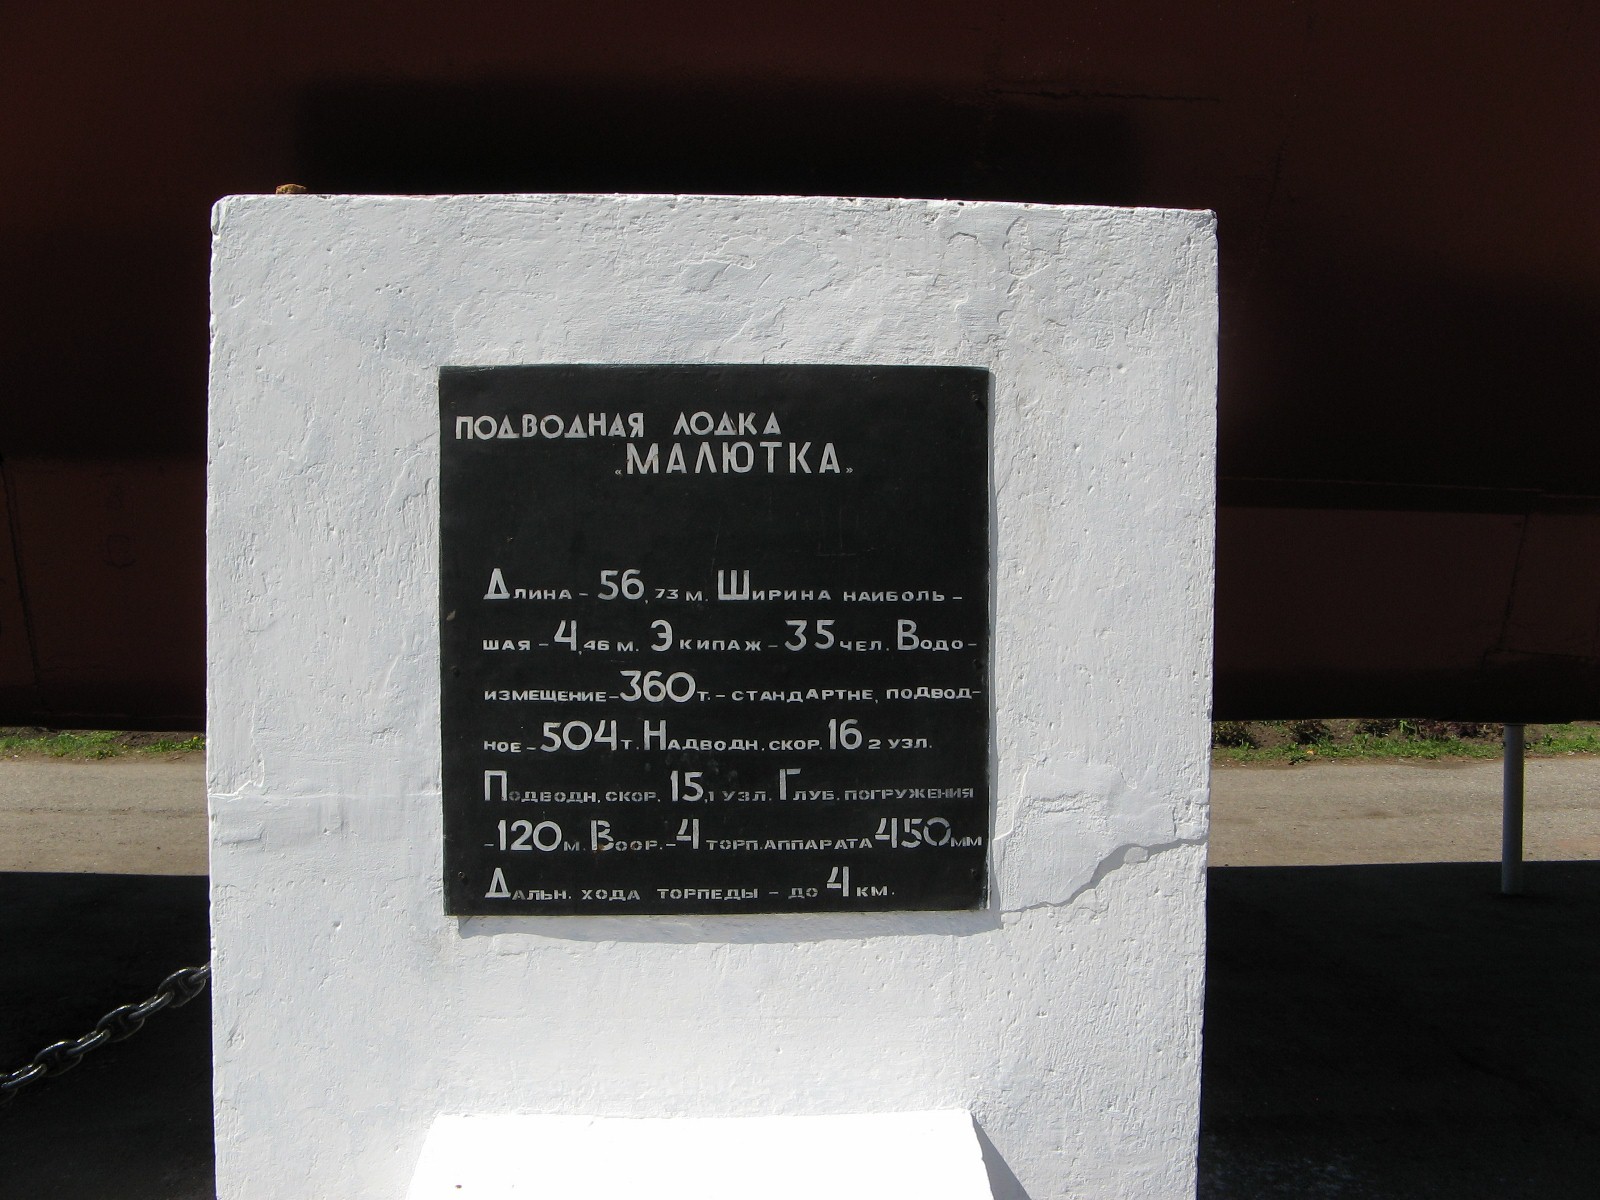 ПОДВОДНАЯ ЛОДКА
«МАЛЮТКА»
ДЛИНА - 56,73 М. ШИРИНА НАИБОЛЬ-
ШАЯ - 4,46 М. ЭКИПАЖ - 35 ЧЕЛ. ВОДО-
ИЗМЕЩЕНИЕ - 360 Т. - СТАНДАРТНЕ, ПОДВОД-
НОЕ - 504 Т. НАДВОДН. СКОР. 16 2 УЗЛ.
ПОДВОДН. СКОР. 15,1 УЗЛ. ГЛУБ. ПОГРУЖЕНИЯ
- 120 М. ВООР. - 4 ТОРП. АППАРАТА 450 ММ
ДАЛЬН. ХОДА ТОРПЕДЫ - ДО 4 КМ.